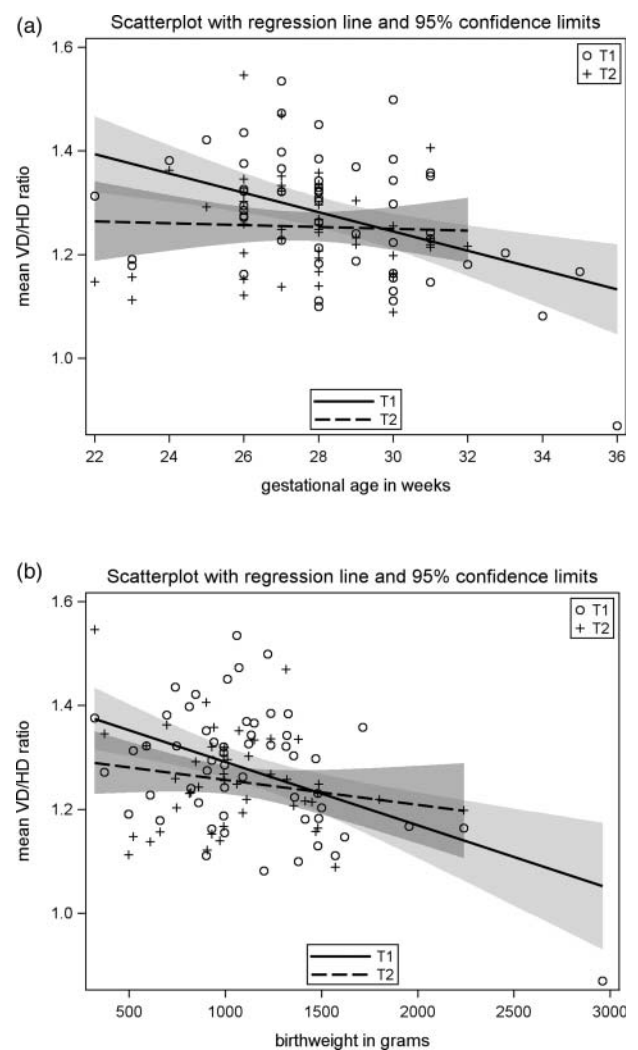 (a) Scatterplot with regression line and 95% confidence limits
1.6
T1
T2
1.4
1.2
1.0
mean VD/HD ratio
T1
T2
22 24 26 28 30 32 34 36
gestational age in weeks
(b) Scatterplot with regression line and 95% confidence limits
1.6
T1
T2
1.4
1.2
1.0
mean VD/HD ratio
T1
T2
500 1000 1500 2000 2500 3000
birthweight in grams